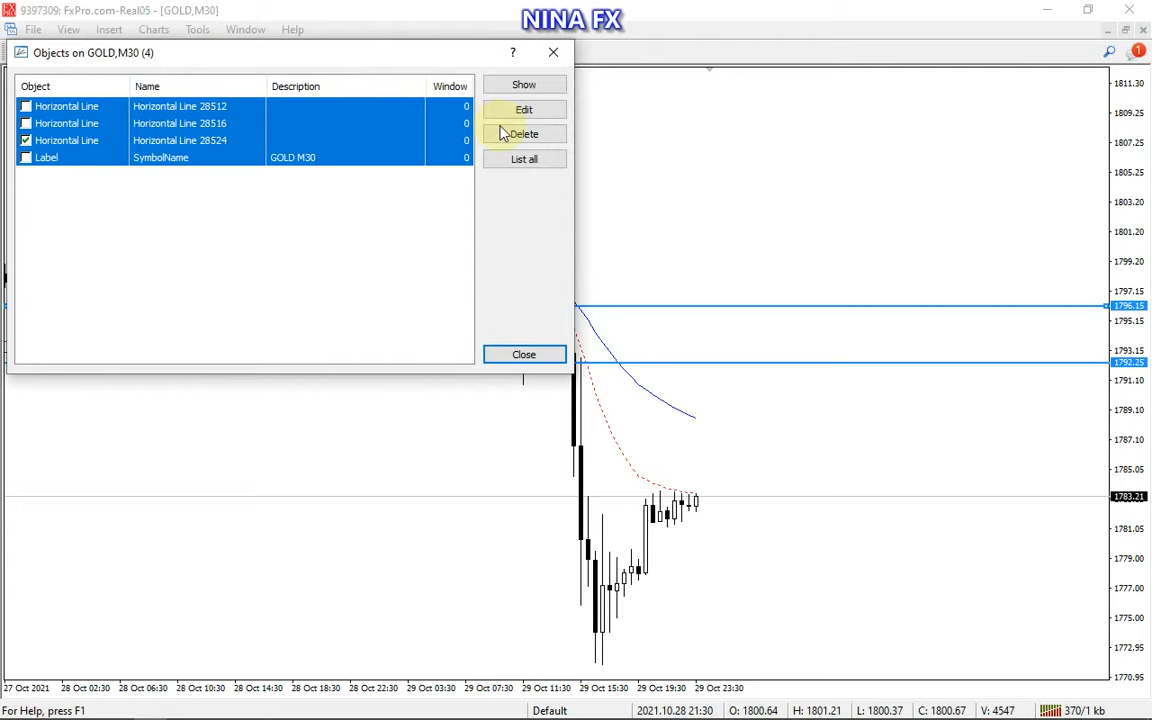 9397309: FxPro.com-Real05 - [GOLD,M30]
NINA FX
File View Insert Charts Tools Window Help
1
Objects on GOLD,M30 (4)
?
Object Name Description Window
Horizontal Line Horizontal Line 28512 0
Horizontal Line Horizontal Line 28516 0
Horizontal Line Horizontal Line 28524 0
Label SymbolName GOLD M30 0
Show
Edit
Delete
List all
Close
1811.30
1809.25
1807.25
1805.25
1803.20
1801.20
1799.20
1797.15
1796.15
1795.15
1793.15
1792.25
1791.10
1789.10
1787.10
1785.05
1783.21
1781.05
1779.00
1777.00
1775.00
1772.95
1770.95
27 Oct 2021 28 Oct 02:30 28 Oct 06:30 28 Oct 10:30 28 Oct 14:30 28 Oct 18:30 28 Oct 22:30 29 Oct 03:30 29 Oct 07:30 29 Oct 11:30 29 Oct 15:30 29 Oct 19:30 29 Oct 23:30
For Help, press F1 Default 2021.10.28 21:30 O: 1800.64 H: 1801.21 L: 1800.37 C: 1800.67 V: 4547 370/1 kb